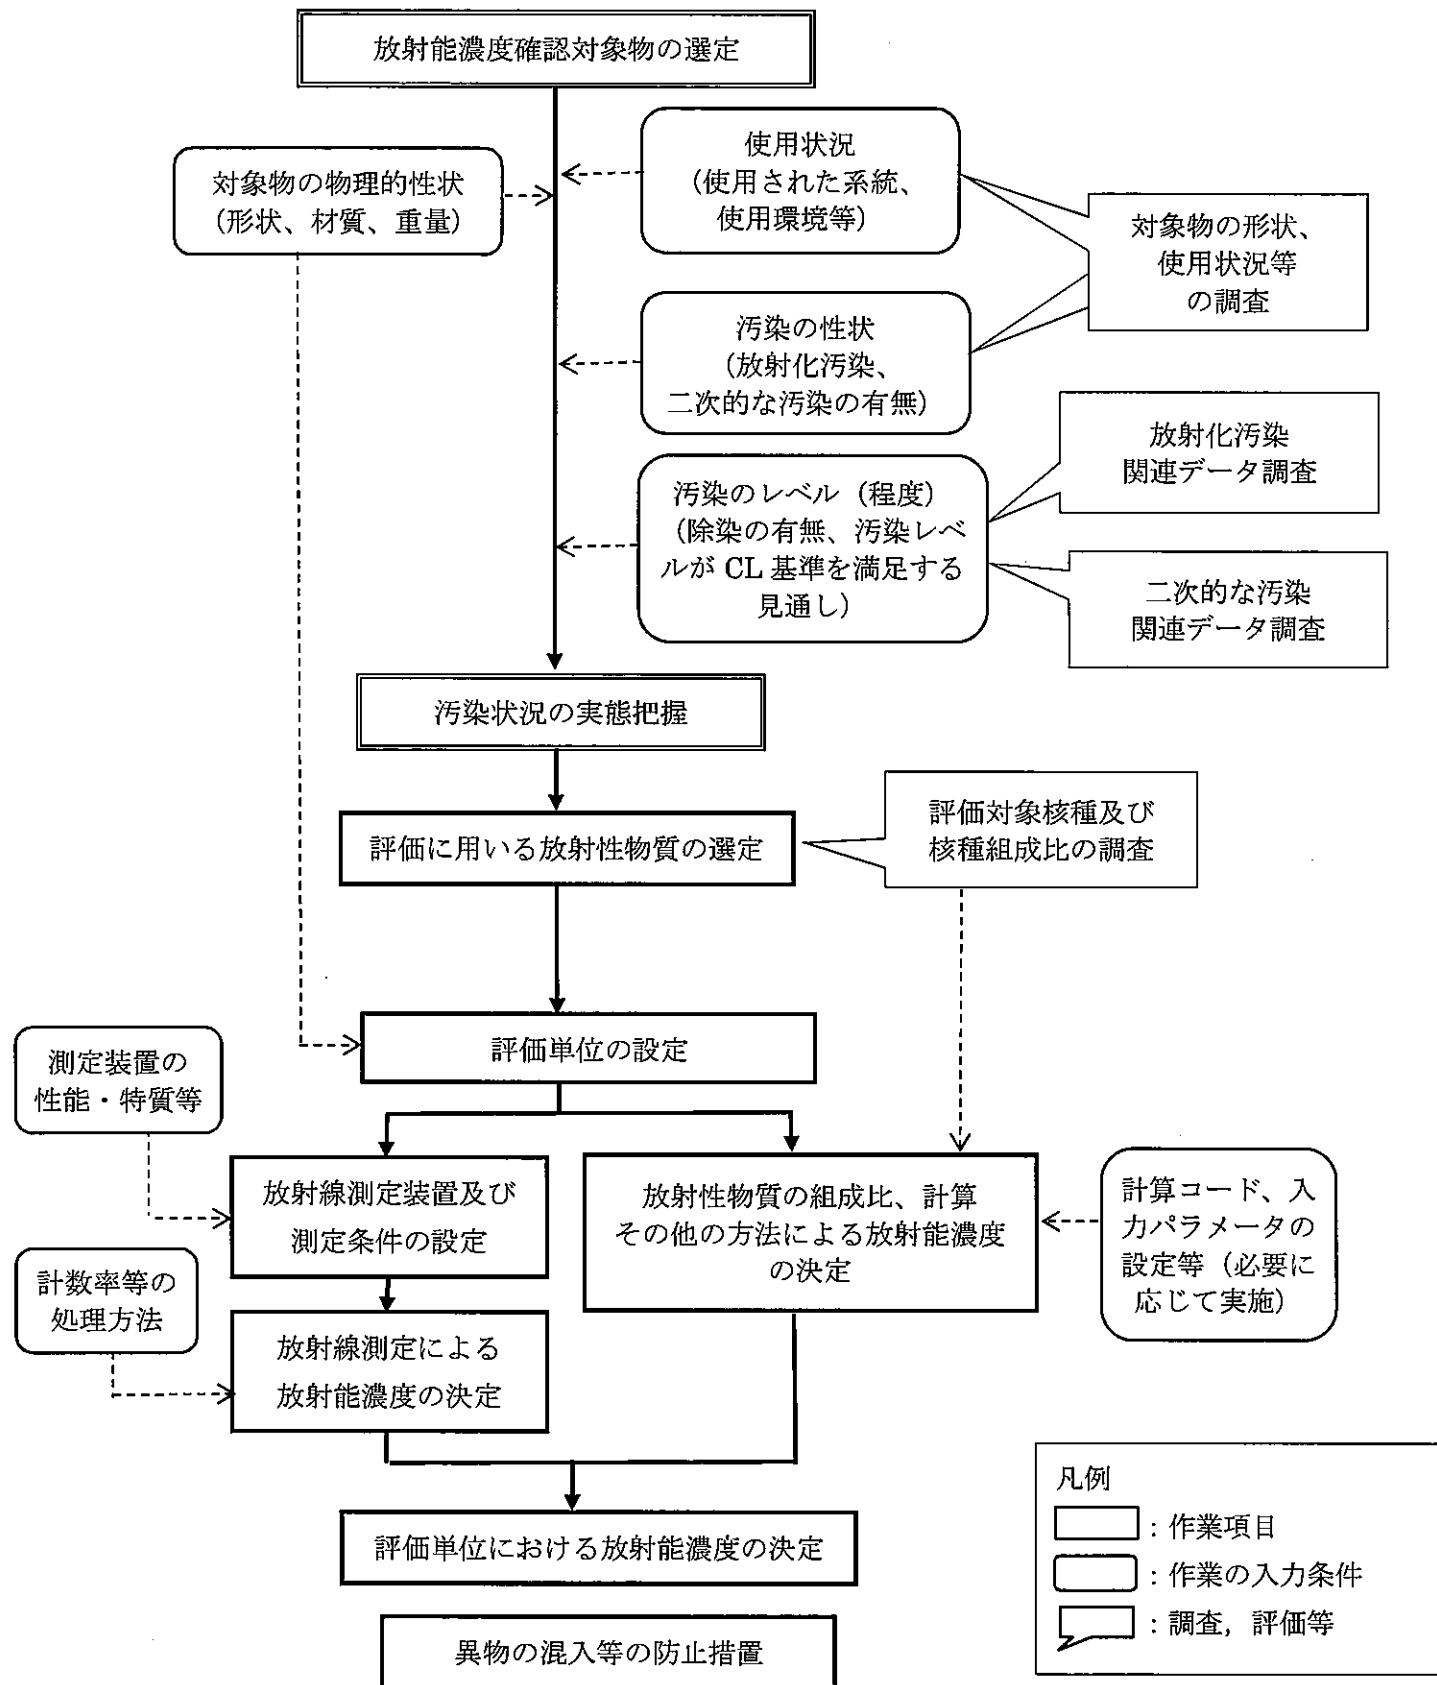 放射能濃度確認対象物の選定
対象物の物理的性状
（形状、材質、重量）
使用状況
（使用された系統、
使用環境等）
対象物の形状、
使用状況等
の調査
汚染の性状
（放射化汚染、
二次的な汚染の有無）
放射化汚染
関連データ調査
汚染のレベル（程度）
（除染の有無、汚染レベ
ルが CL 基準を満足する
見通し）
二次的な汚染
関連データ調査
汚染状況の実態把握
評価に用いる放射性物質の選定
評価対象核種及び
核種組成比の調査
評価単位の設定
測定装置の
性能・特質等
放射線測定装置及び
測定条件の設定
放射性物質の組成比、計算
その他の方法による放射能濃度
の決定
計算コード、入
力パラメータの
設定等（必要に
応じて実施）
計数率等の
処理方法
放射線測定による
放射能濃度の決定
評価単位における放射能濃度の決定
異物の混入等の防止措置
凡例
：作業項目
：作業の入力条件
：調査，評価等